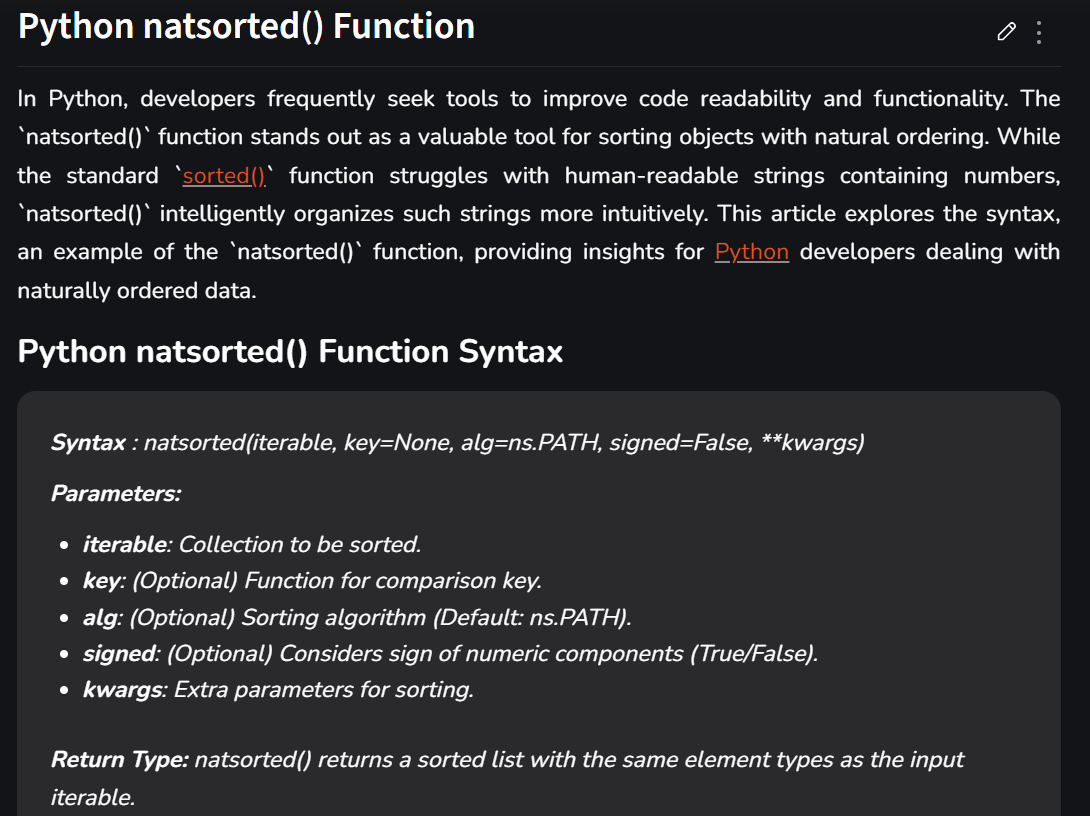 Python natsorted() Function
In Python, developers frequently seek tools to improve code readability and functionality. The
`natsorted()` function stands out as a valuable tool for sorting objects with natural ordering. While
the standard `sorted()` function struggles with human-readable strings containing numbers,
`natsorted()` intelligently organizes such strings more intuitively. This article explores the syntax,
an example of the `natsorted()` function, providing insights for Python developers dealing with
naturally ordered data.
Python natsorted() Function Syntax
Syntax : natsorted(iterable, key=None, alg=ns.PATH, signed=False, **kwargs)
Parameters:
• iterable: Collection to be sorted.
• key: (Optional) Function for comparison key.
• alg: (Optional) Sorting algorithm (Default: ns.PATH).
• signed: (Optional) Considers sign of numeric components (True/False).
• kwargs: Extra parameters for sorting.
Return Type: natsorted() returns a sorted list with the same element types as the input
iterable.